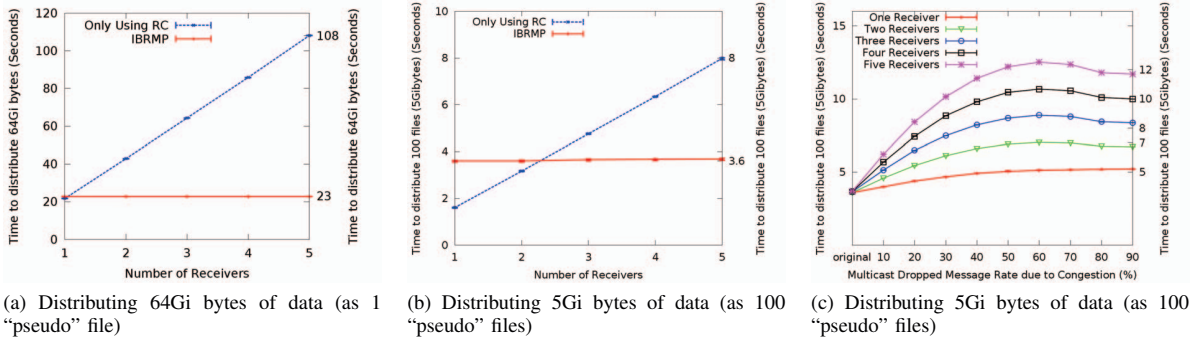 Time to distribute 64Gi bytes) (Seconds)
120
100
80
60
40
20
0
Only Using RC
IBRMP
108
23
1 2 3 4 5
Number of Receivers
Time to distribute 64Gi bytes) (Seconds)
(a) Distributing 64Gi bytes of data (as 1
“pseudo” file)
Time to distribute 100 files (5Gibytes) (Seconds)
10
8
6
4
2
0
Only Using RC
IBRMP
8
3.6
1 2 3 4 5
Number of Receivers
Time to distribute 100 files (5Gibytes) (Seconds)
(b) Distributing 5Gi bytes of data (as 100
“pseudo” files)
Time to distribute 100 files (5Gibytes) (Seconds)
15
10
5
One Receiver
Two Receivers
Three Receivers
Four Receivers
Five Receivers
12
10
8
7
5
original 10 20 30 40 50 60 70 80 90
Multicast Dropped Message Rate due to Congestion (%)
Time to distribute 100 files (5Gibytes) (Seconds)
(c) Distributing 5Gi bytes of data (as 100
“pseudo” files)